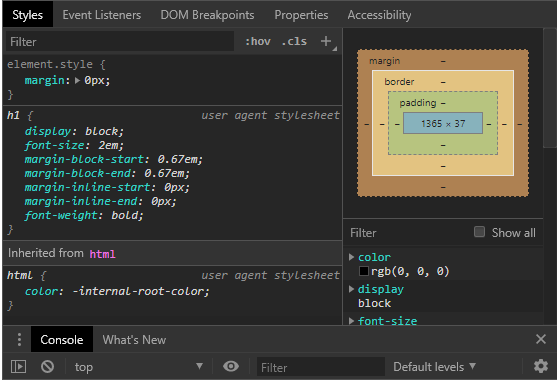 Styles Event Listeners DOM Breakpoints Properties Accessibility
Filter :hov .cls +
element.style {
margin: 0px;
}
h1 { user agent stylesheet
display: block;
font-size: 2em;
margin-block-start: 0.67em;
margin-block-end: 0.67em;
margin-inline-start: 0px;
margin-inline-end: 0px;
font-weight: bold;
}
Inherited from html
html { user agent stylesheet
color: -internal-root-color;
}
margin –
border –
padding –
– – – 1365 × 37 – – –
–
–
–
Filter Show all
color
rgb(0, 0, 0)
display
block
font-size
Console What's New
top Filter Default levels